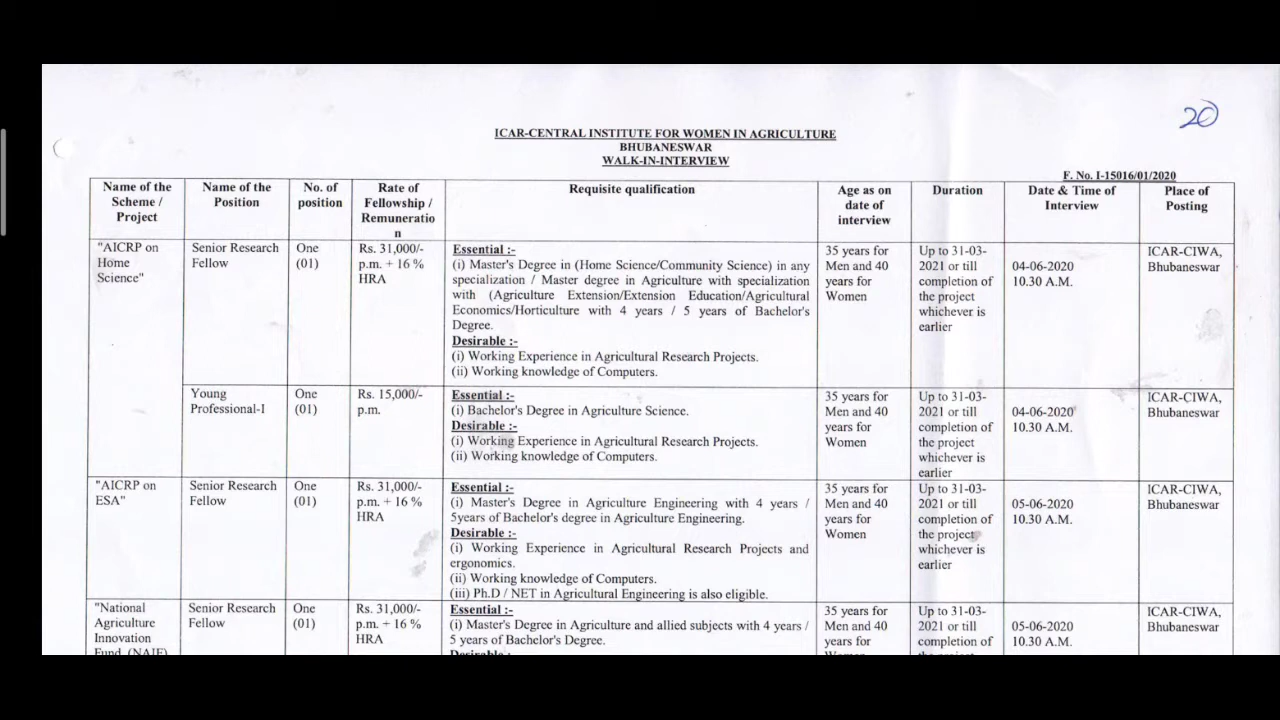 20
ICAR-CENTRAL INSTITUTE FOR WOMEN IN AGRICULTURE
BHUBANESWAR
WALK-IN-INTERVIEW
F. No. I-15016/01/2020
Name of the
Scheme /
Project
Name of the
Position
No. of
position
Rate of
Fellowship /
Remuneratio
n
Requisite qualification
Age as on
date of
interview
Duration
Date & Time of
Interview
Place of
Posting
"AICRP on
Home
Science"
Senior Research
Fellow
One
(01)
Rs. 31,000/-
p.m. + 16 %
HRA
Essential :-
(i) Master's Degree in (Home Science/Community Science) in any
specialization / Master degree in Agriculture with specialization
with (Agriculture Extension/Extension Education/Agricultural
Economics/Horticulture with 4 years / 5 years of Bachelor's
Degree.
Desirable :-
(i) Working Experience in Agricultural Research Projects.
(ii) Working knowledge of Computers.
35 years for
Men and 40
years for
Women
Up to 31-03-
2021 or till
completion of
the project
whichever is
earlier
04-06-2020
10.30 A.M.
ICAR-CIWA,
Bhubaneswar
Young
Professional-I
One
(01)
Rs. 15,000/-
p.m.
Essential :-
(i) Bachelor's Degree in Agriculture Science.
Desirable :-
(i) Working Experience in Agricultural Research Projects.
(ii) Working knowledge of Computers.
35 years for
Men and 40
years for
Women
Up to 31-03-
2021 or till
completion of
the project
whichever is
earlier
04-06-2020
10.30 A.M.
ICAR-CIWA,
Bhubaneswar
"AICRP on
ESA"
Senior Research
Fellow
One
(01)
Rs. 31,000/-
p.m. + 16 %
HRA
Essential :-
(i) Master's Degree in Agriculture Engineering with 4 years /
5years of Bachelor's degree in Agriculture Engineering.
Desirable :-
(i) Working Experience in Agricultural Research Projects and
ergonomics.
(ii) Working knowledge of Computers.
(iii) Ph.D / NET in Agricultural Engineering is also eligible.
35 years for
Men and 40
years for
Women
Up to 31-03-
2021 or till
completion of
the project
whichever is
earlier
05-06-2020
10.30 A.M.
ICAR-CIWA,
Bhubaneswar
"National
Agriculture
Innovation
Fund (NAIF)
Senior Research
Fellow
One
(01)
Rs. 31,000/-
p.m. + 16 %
HRA
Essential :-
(i) Master's Degree in Agriculture and allied subjects with 4 years /
5 years of Bachelor's Degree.
Desirable :-
35 years for
Men and 40
years for
Women
Up to 31-03-
2021 or till
completion of
the project
05-06-2020
10.30 A.M.
ICAR-CIWA,
Bhubaneswar